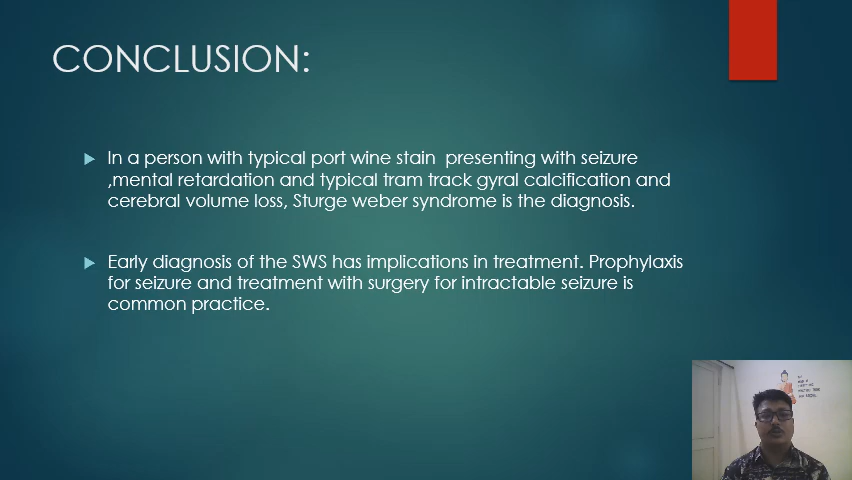 CONCLUSION:
In a person with typical port wine stain presenting with seizure
,mental retardation and typical tram track gyral calcification and
cerebral volume loss, Sturge weber syndrome is the diagnosis.
Early diagnosis of the SWS has implications in treatment. Prophylaxis
for seizure and treatment with surgery for intractable seizure is
common practice.